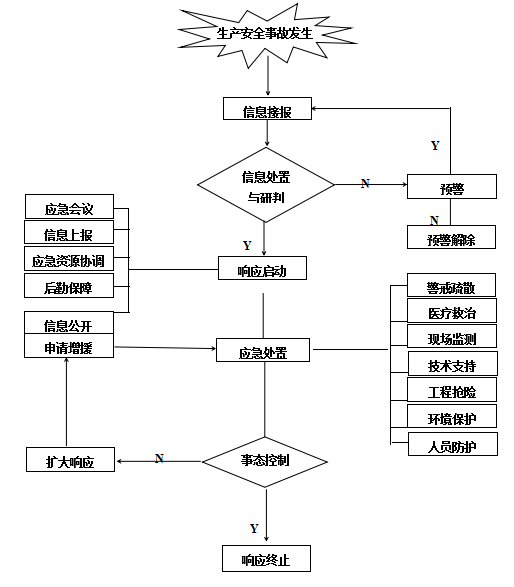 生产安全事故发生
信息接报
Y
信息处置
与研判
N
预警
N
预警解除
Y
响应启动
应急会议
信息上报
应急资源协调
后勤保障
信息公开
申请增援
应急处置
警戒疏散
医疗救治
现场监测
技术支持
工程抢险
环境保护
人员防护
事态控制
N
扩大响应
Y
响应终止